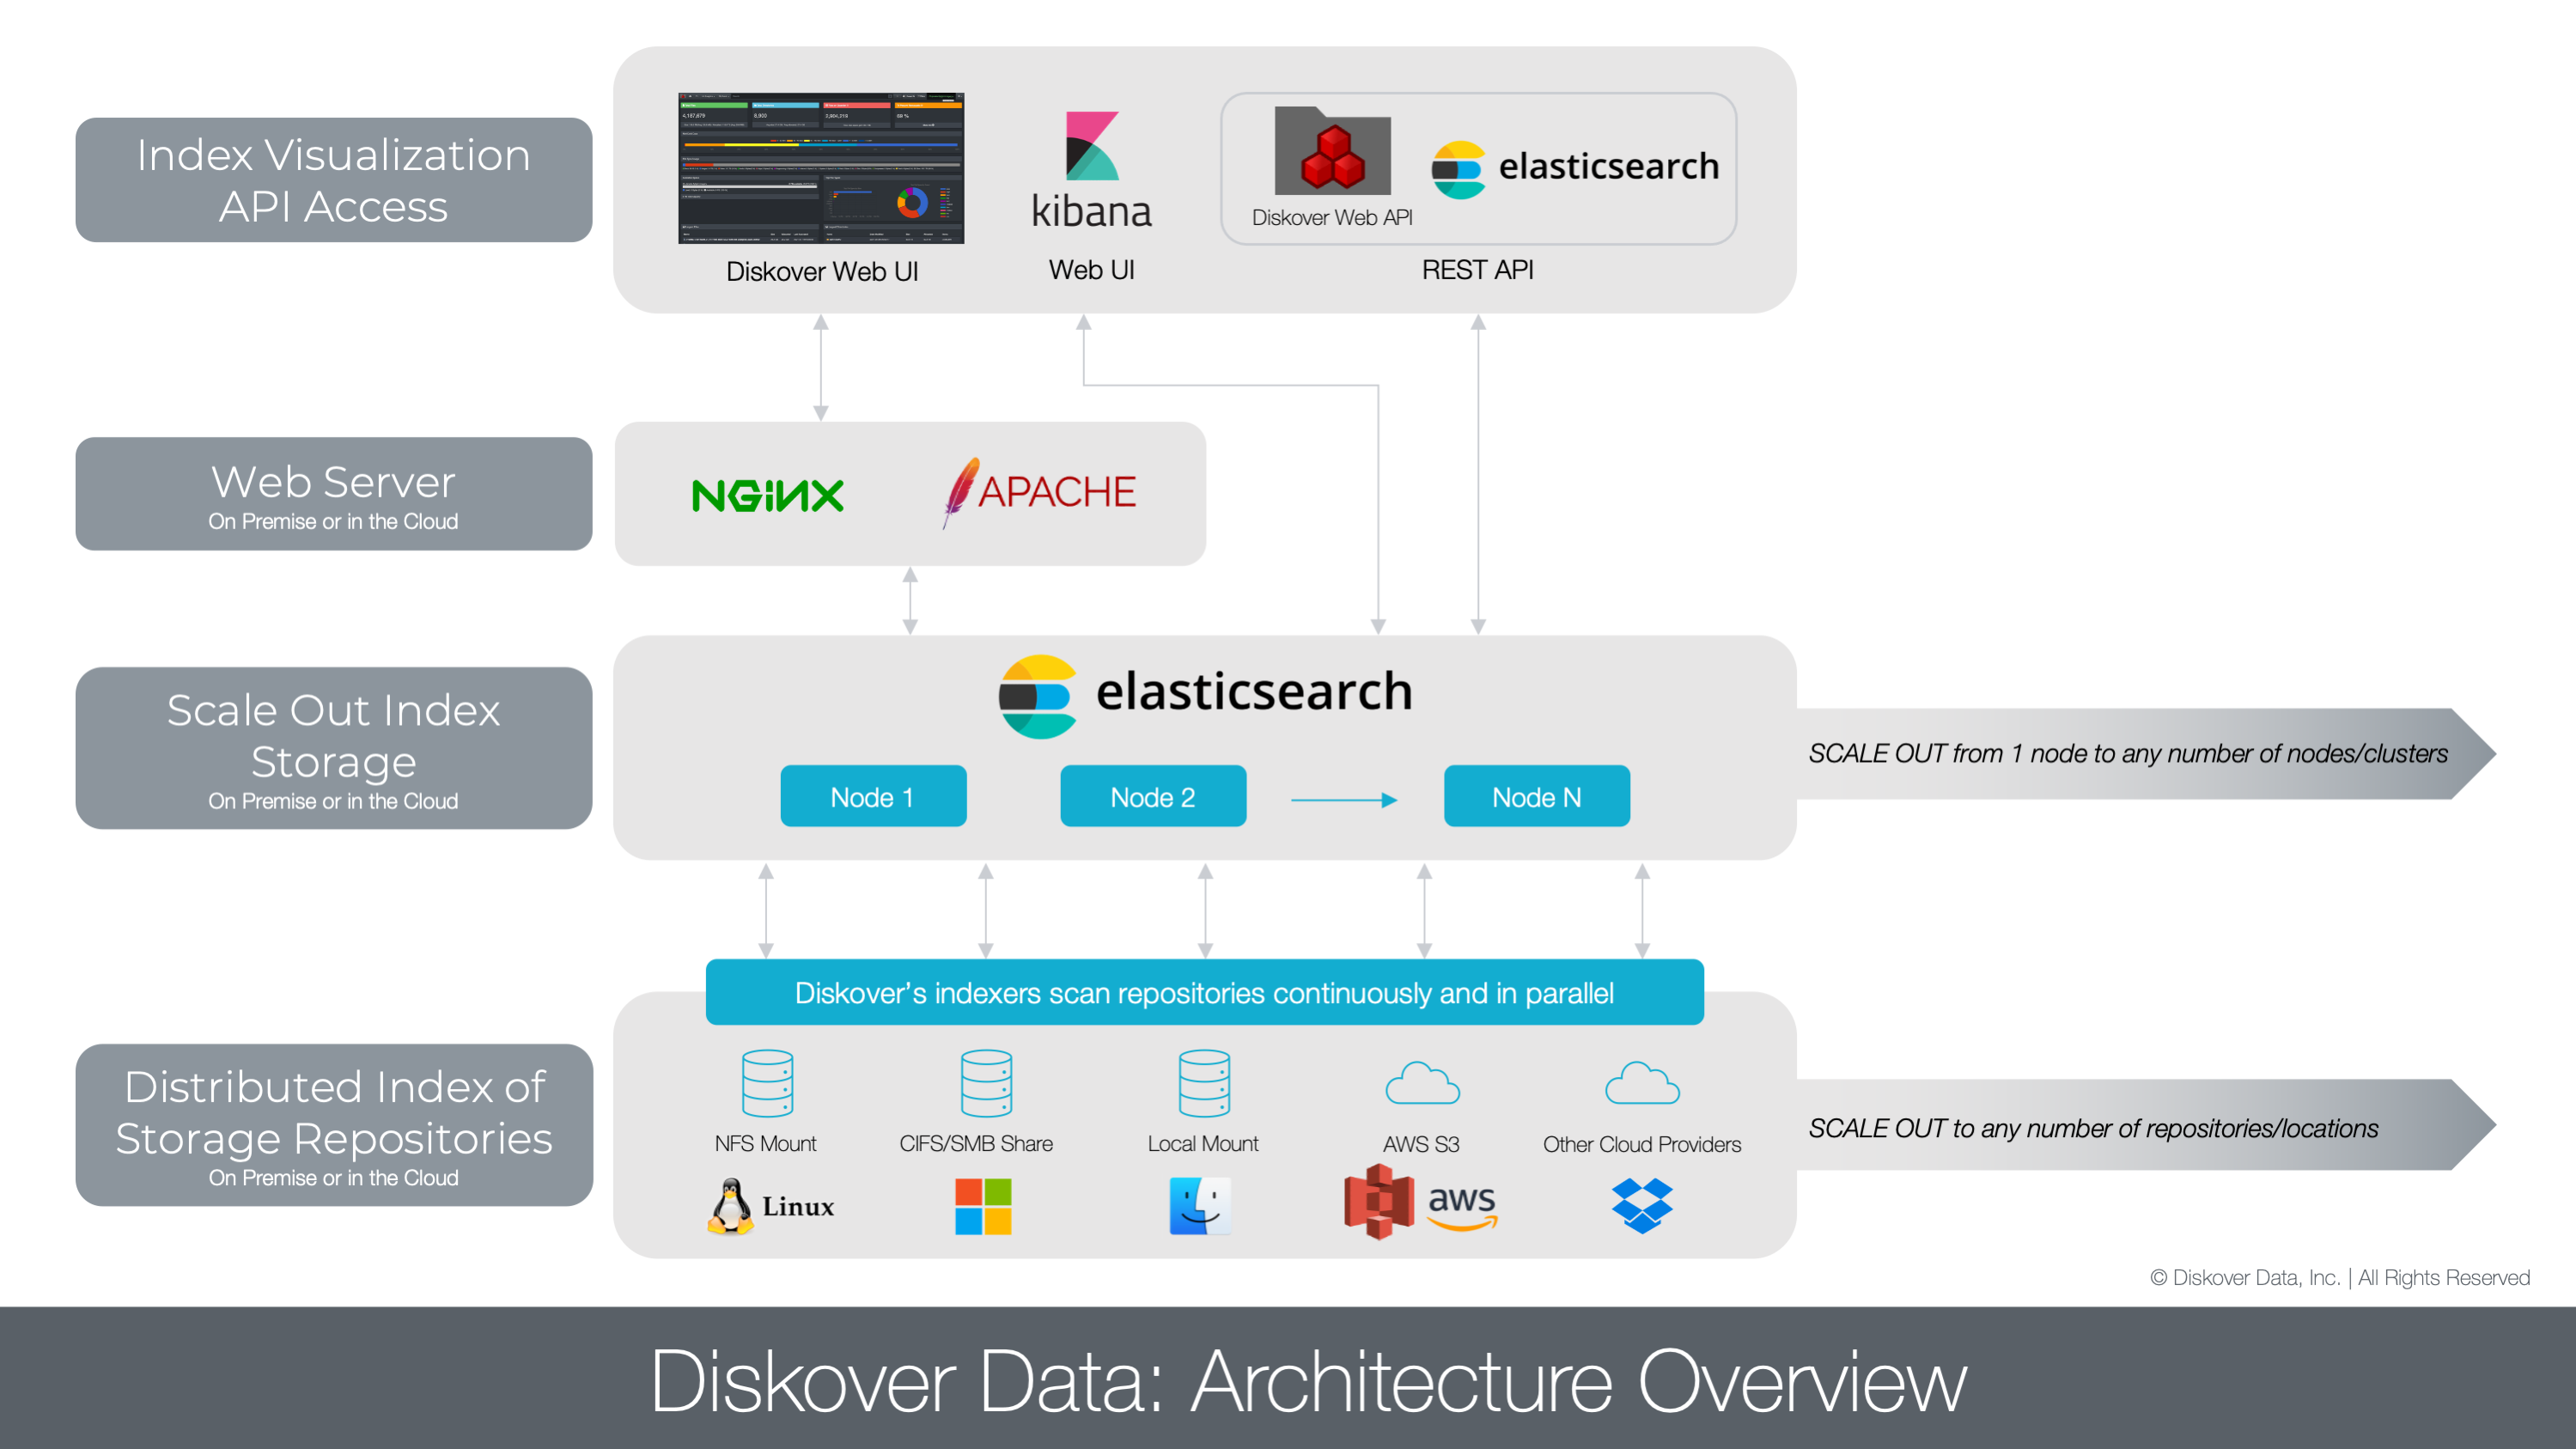 Index Visualization
API Access
4,187,879
8,900
kibana
Diskover Web API
elasticsearch
Diskover Web UI
Web UI
REST API
Web Server
On Premise or in the Cloud
NGiNX
APACHE
Scale Out Index
Storage
On Premise or in the Cloud
elasticsearch
Node 1
Node 2
Node N
SCALE OUT from 1 node to any number of nodes/clusters
Diskover's indexers scan repositories continuously and in parallel
Distributed Index of
Storage Repositories
On Premise or in the Cloud
NFS Mount
CIFS/SMB Share
Local Mount
AWS S3
Other Cloud Providers
Linux
aws
SCALE OUT to any number of repositories/locations
© Diskover Data, Inc. | All Rights Reserved
Diskover Data: Architecture Overview